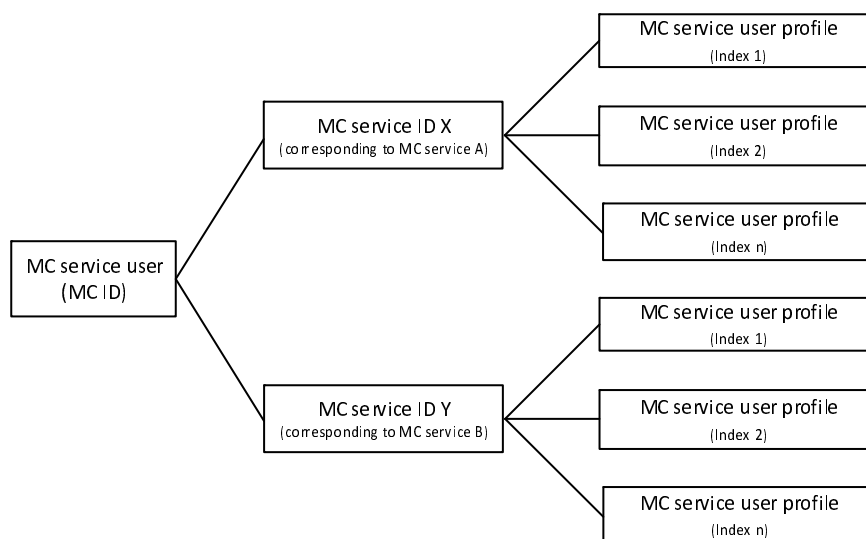 MC service user profile
(Index 1)
MC service ID X
(corresponding to MC service A)
MC service user profile
(Index 2)
MC service user profile
(Index n)
MC service user
(MC ID)
MC service user profile
(Index 1)
MC service ID Y
(corresponding to MC service B)
MC service user profile
(Index 2)
MC service user profile
(Index n)